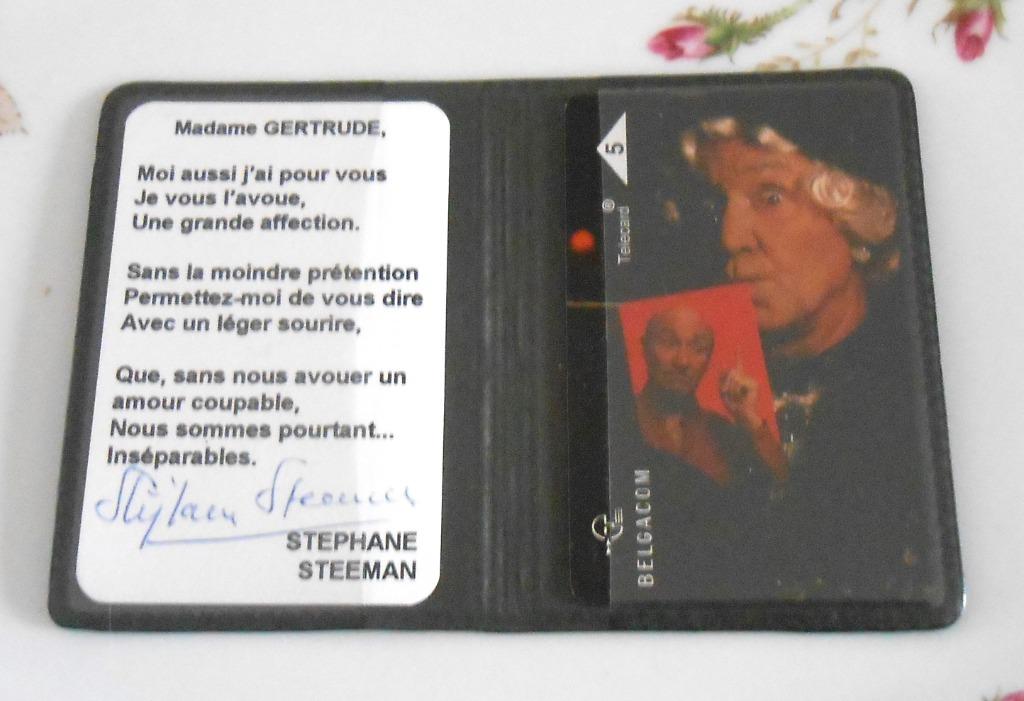 Madame GERTRUDE,
Moi aussi j'ai pour vous
Je vous l'avoue,
Une grande affection.
Sans la moindre prétention
Permettez-moi de vous dire
Avec un léger sourire,
Que, sans nous avouer un
amour coupable,
Nous sommes pourtant...
Inséparables.
Stéphane Steeman
STEPHANE
STEEMAN
5
Telecard ®
BELGACOM